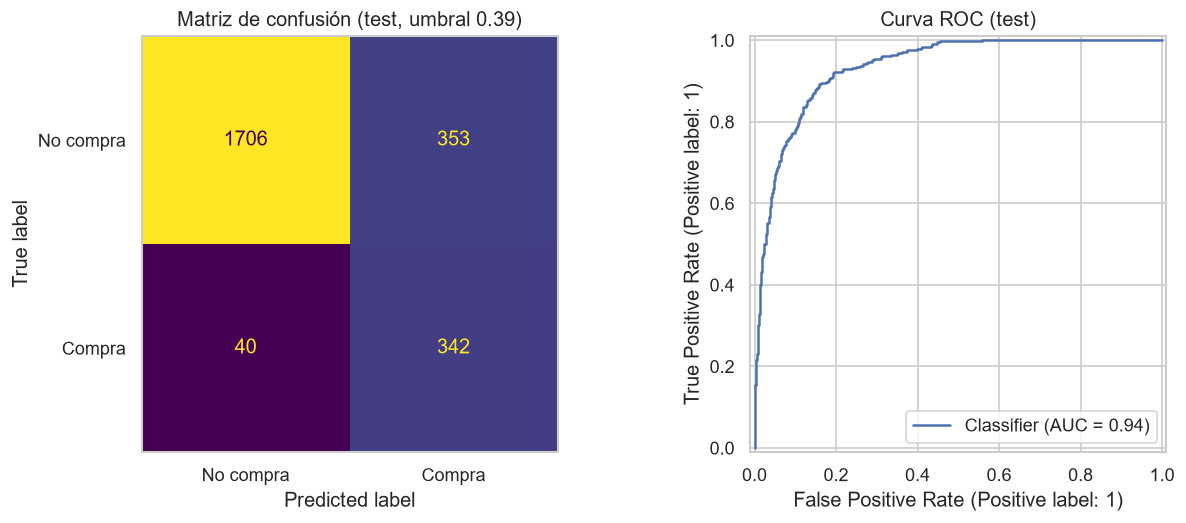 Matriz de confusión (test, umbral 0.39)
No compra
Compra
True label
1706
353
40
342
No compra
Compra
Predicted label
Curva ROC (test)
True Positive Rate (Positive label: 1)
1.0
0.8
0.6
0.4
0.2
0.0
Classifier (AUC = 0.94)
0.0
0.2
0.4
0.6
0.8
1.0
False Positive Rate (Positive label: 1)